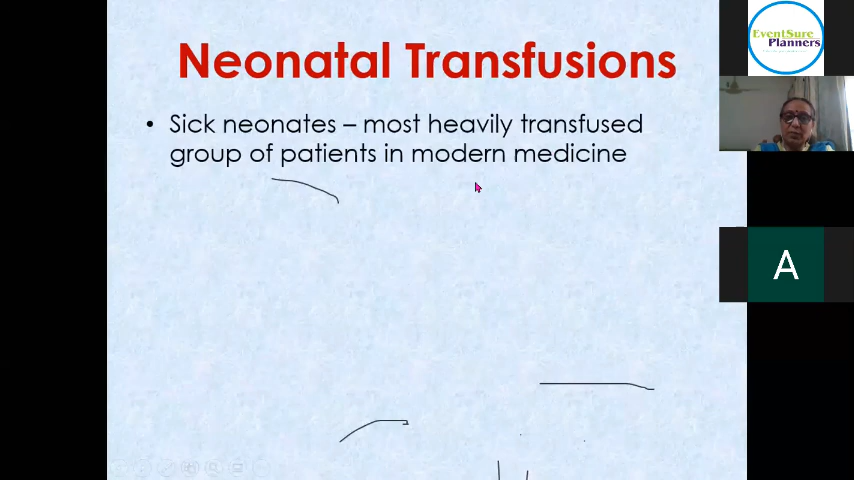 Neonatal Transfusions
• Sick neonates – most heavily transfused
group of patients in modern medicine
EventSure
Planners
A